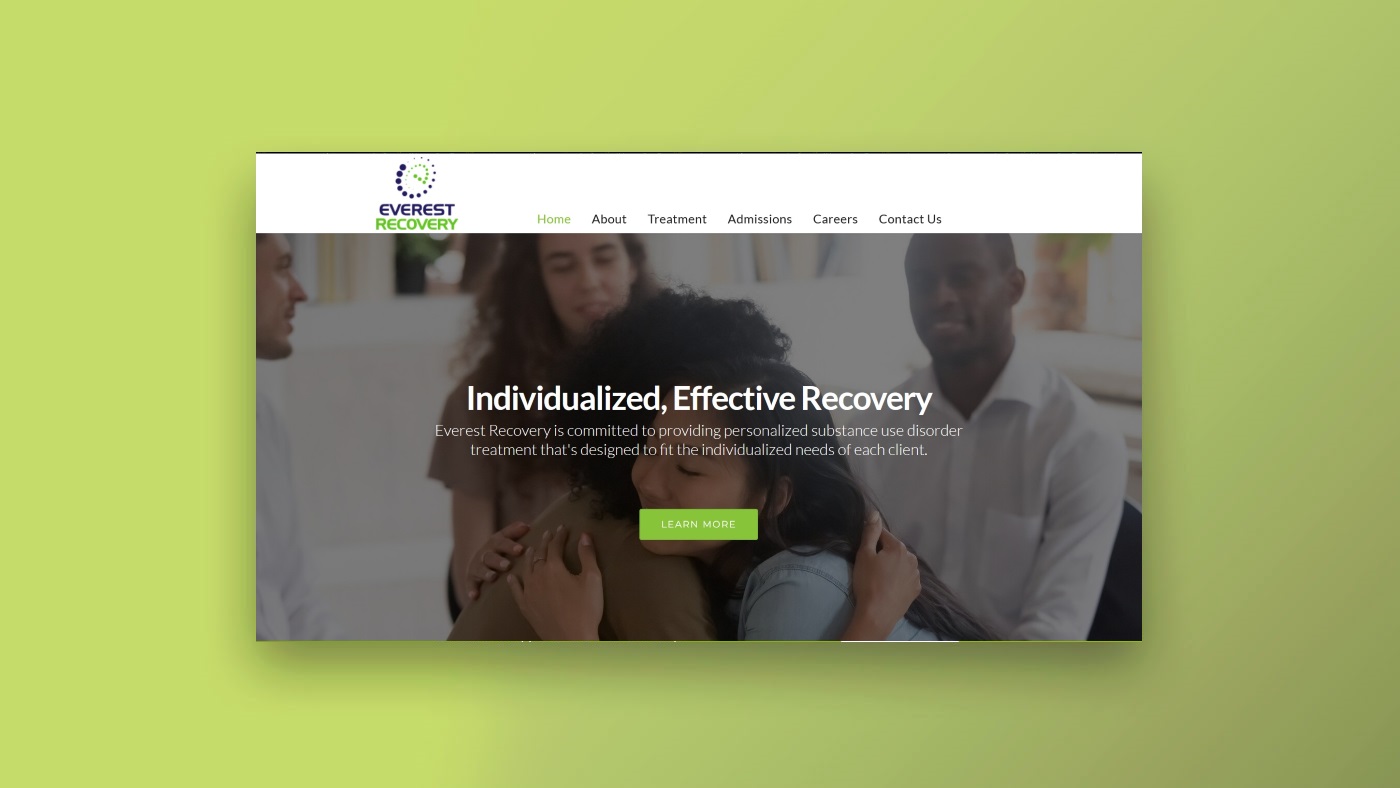 EVEREST
RECOVERY
Home About Treatment Admissions Careers Contact Us
Individualized, Effective Recovery
Everest Recovery is committed to providing personalized substance use disorder
treatment that's designed to fit the individualized needs of each client.
LEARN MORE